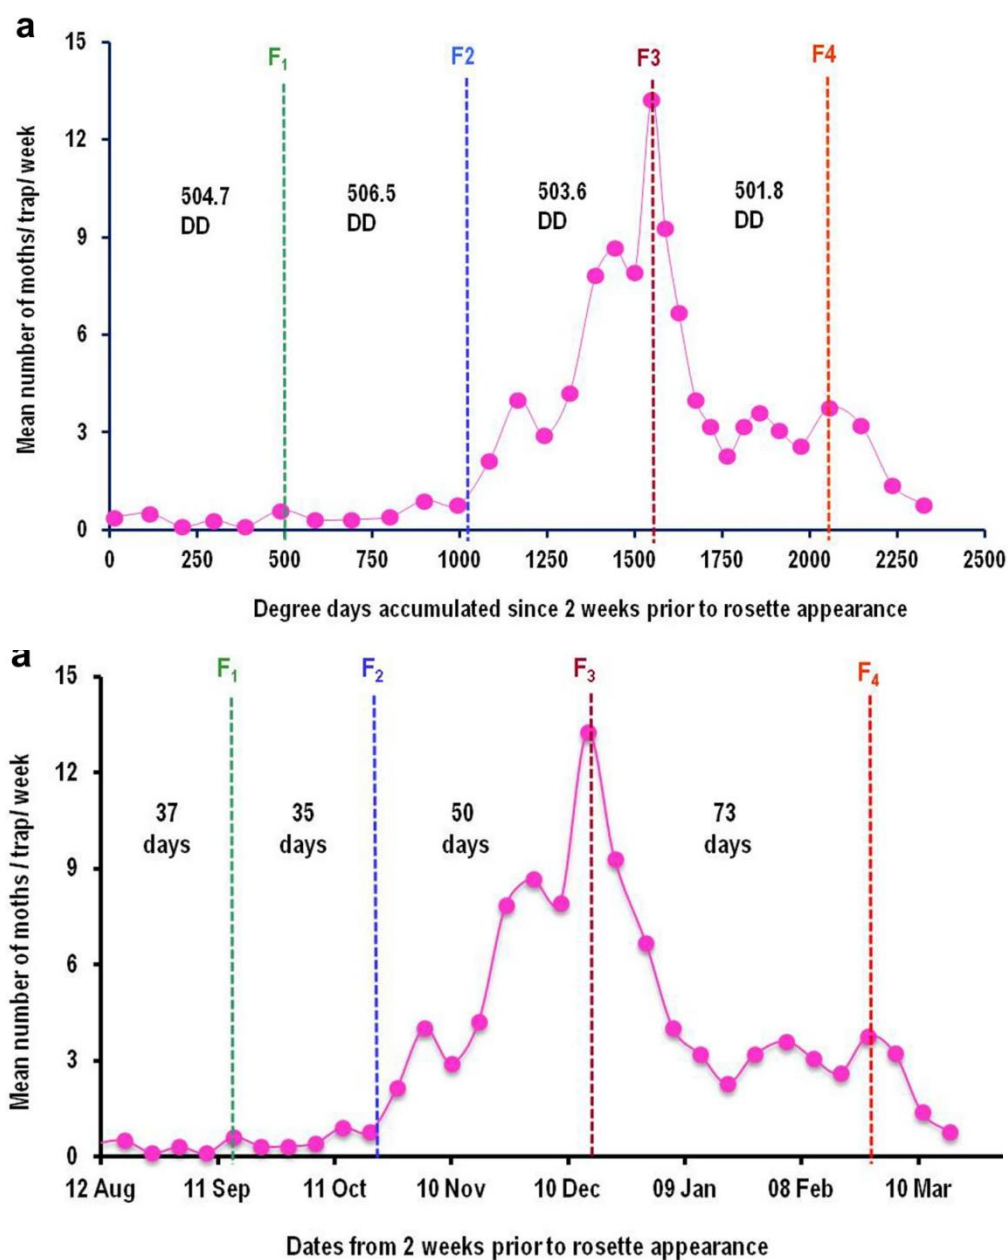 a
15
F₁
F2
F3
F4
12
504.7
DD
506.5
DD
503.6
DD
501.8
DD
9
6
3
0
Mean number of moths/ trap/ week
0 250 500 750 1000 1250 1500 1750 2000 2250 2500
Degree days accumulated since 2 weeks prior to rosette appearance
a
15
F₁
F₂
F₃
F₄
12
37
days
35
days
50
days
73
days
9
6
3
0
Mean number of moths / trap/ week
12 Aug 11 Sep 11 Oct 10 Nov 10 Dec 09 Jan 08 Feb 10 Mar
Dates from 2 weeks prior to rosette appearance